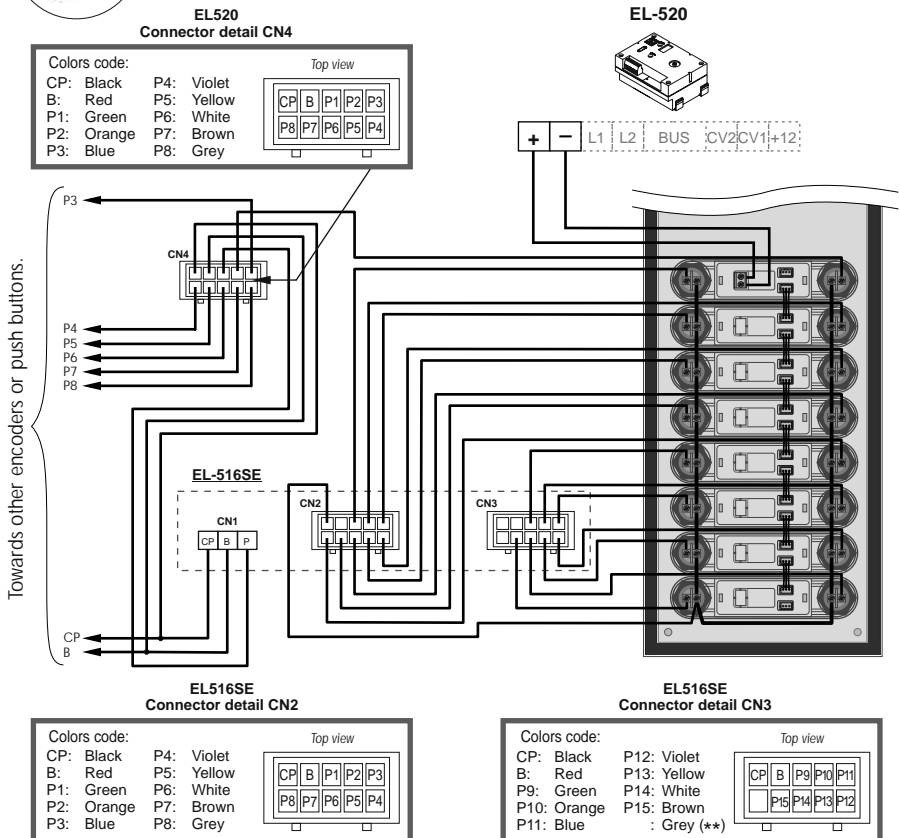 EL520
Connector detail CN4
Colors code:
Top view
CP: Black P4: Violet
B: Red P5: Yellow
P1: Green P6: White
P2: Orange P7: Brown
P3: Blue P8: Grey
CP B P1 P2 P3
P8 P7 P6 P5 P4
EL-520
+ − L1 L2 BUS CV2 CV1 +12
Towards other encoders or push buttons.
P3
CN4
P4
P5
P6
P7
P8
EL-516SE
CN1
CP B P
CN2
CN3
CP
B
EL516SE
Connector detail CN2
Colors code:
Top view
CP: Black P4: Violet
B: Red P5: Yellow
P1: Green P6: White
P2: Orange P7: Brown
P3: Blue P8: Grey
CP B P1 P2 P3
P8 P7 P6 P5 P4
EL516SE
Connector detail CN3
Colors code:
Top view
CP: Black P12: Violet
B: Red P13: Yellow
P9: Green P14: White
P10: Orange P15: Brown
P11: Blue : Grey (**)
CP B P9 P10 P11
P15 P14 P13 P12